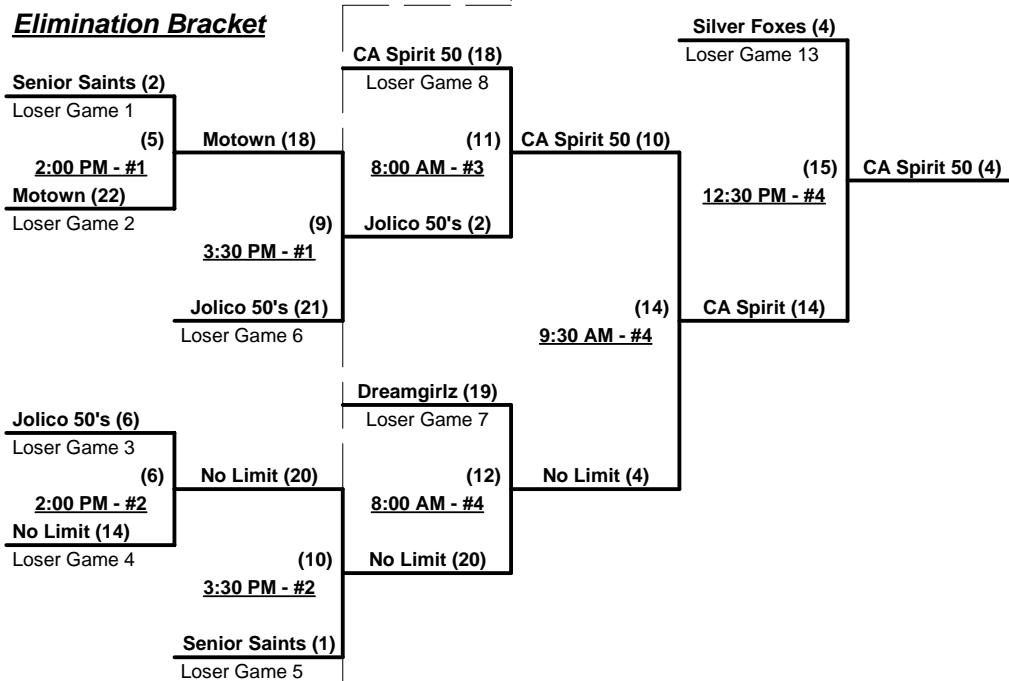 Elimination Bracket
Silver Foxes (4)
Loser Game 13
CA Spirit 50 (18)
Loser Game 8
Senior Saints (2)
Loser Game 1
(5)
2:00 PM - #1
Motown (22)
Loser Game 2
Motown (18)
(9)
3:30 PM - #1
Jolico 50's (21)
Loser Game 6
(11)
8:00 AM - #3
Jolico 50's (2)
CA Spirit 50 (10)
(15)
12:30 PM - #4
CA Spirit 50 (4)
(14)
9:30 AM - #4
CA Spirit (14)
Dreamgirlz (19)
Loser Game 7
Jolico 50's (6)
Loser Game 3
(6)
2:00 PM - #2
No Limit (14)
Loser Game 4
No Limit (20)
(10)
3:30 PM - #2
Senior Saints (1)
Loser Game 5
(12)
8:00 AM - #4
No Limit (20)
No Limit (4)